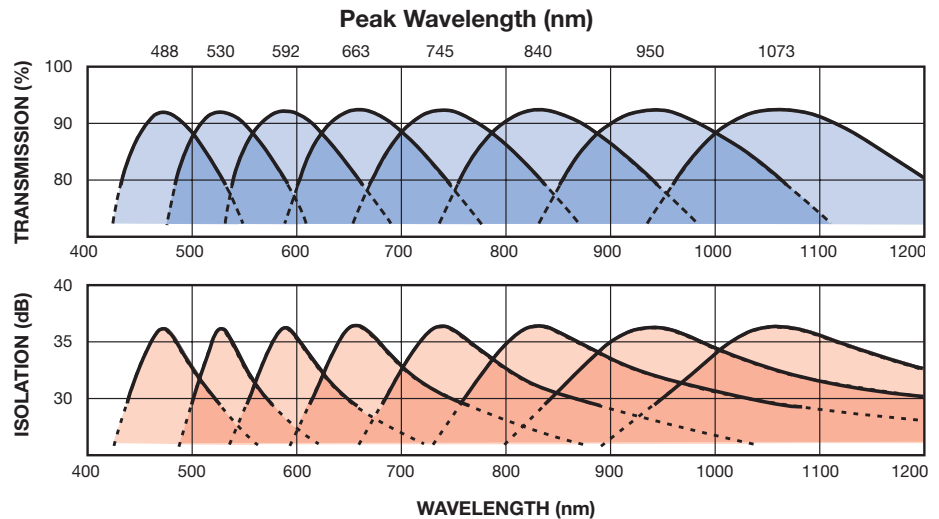 Peak Wavelength (nm)
488 530 592 663 745 840 950 1073
TRANSMISSION (%)
100
90
80
400 500 600 700 800 900 1000 1100 1200
ISOLATION (dB)
40
35
30
400 500 600 700 800 900 1000 1100 1200
WAVELENGTH (nm)